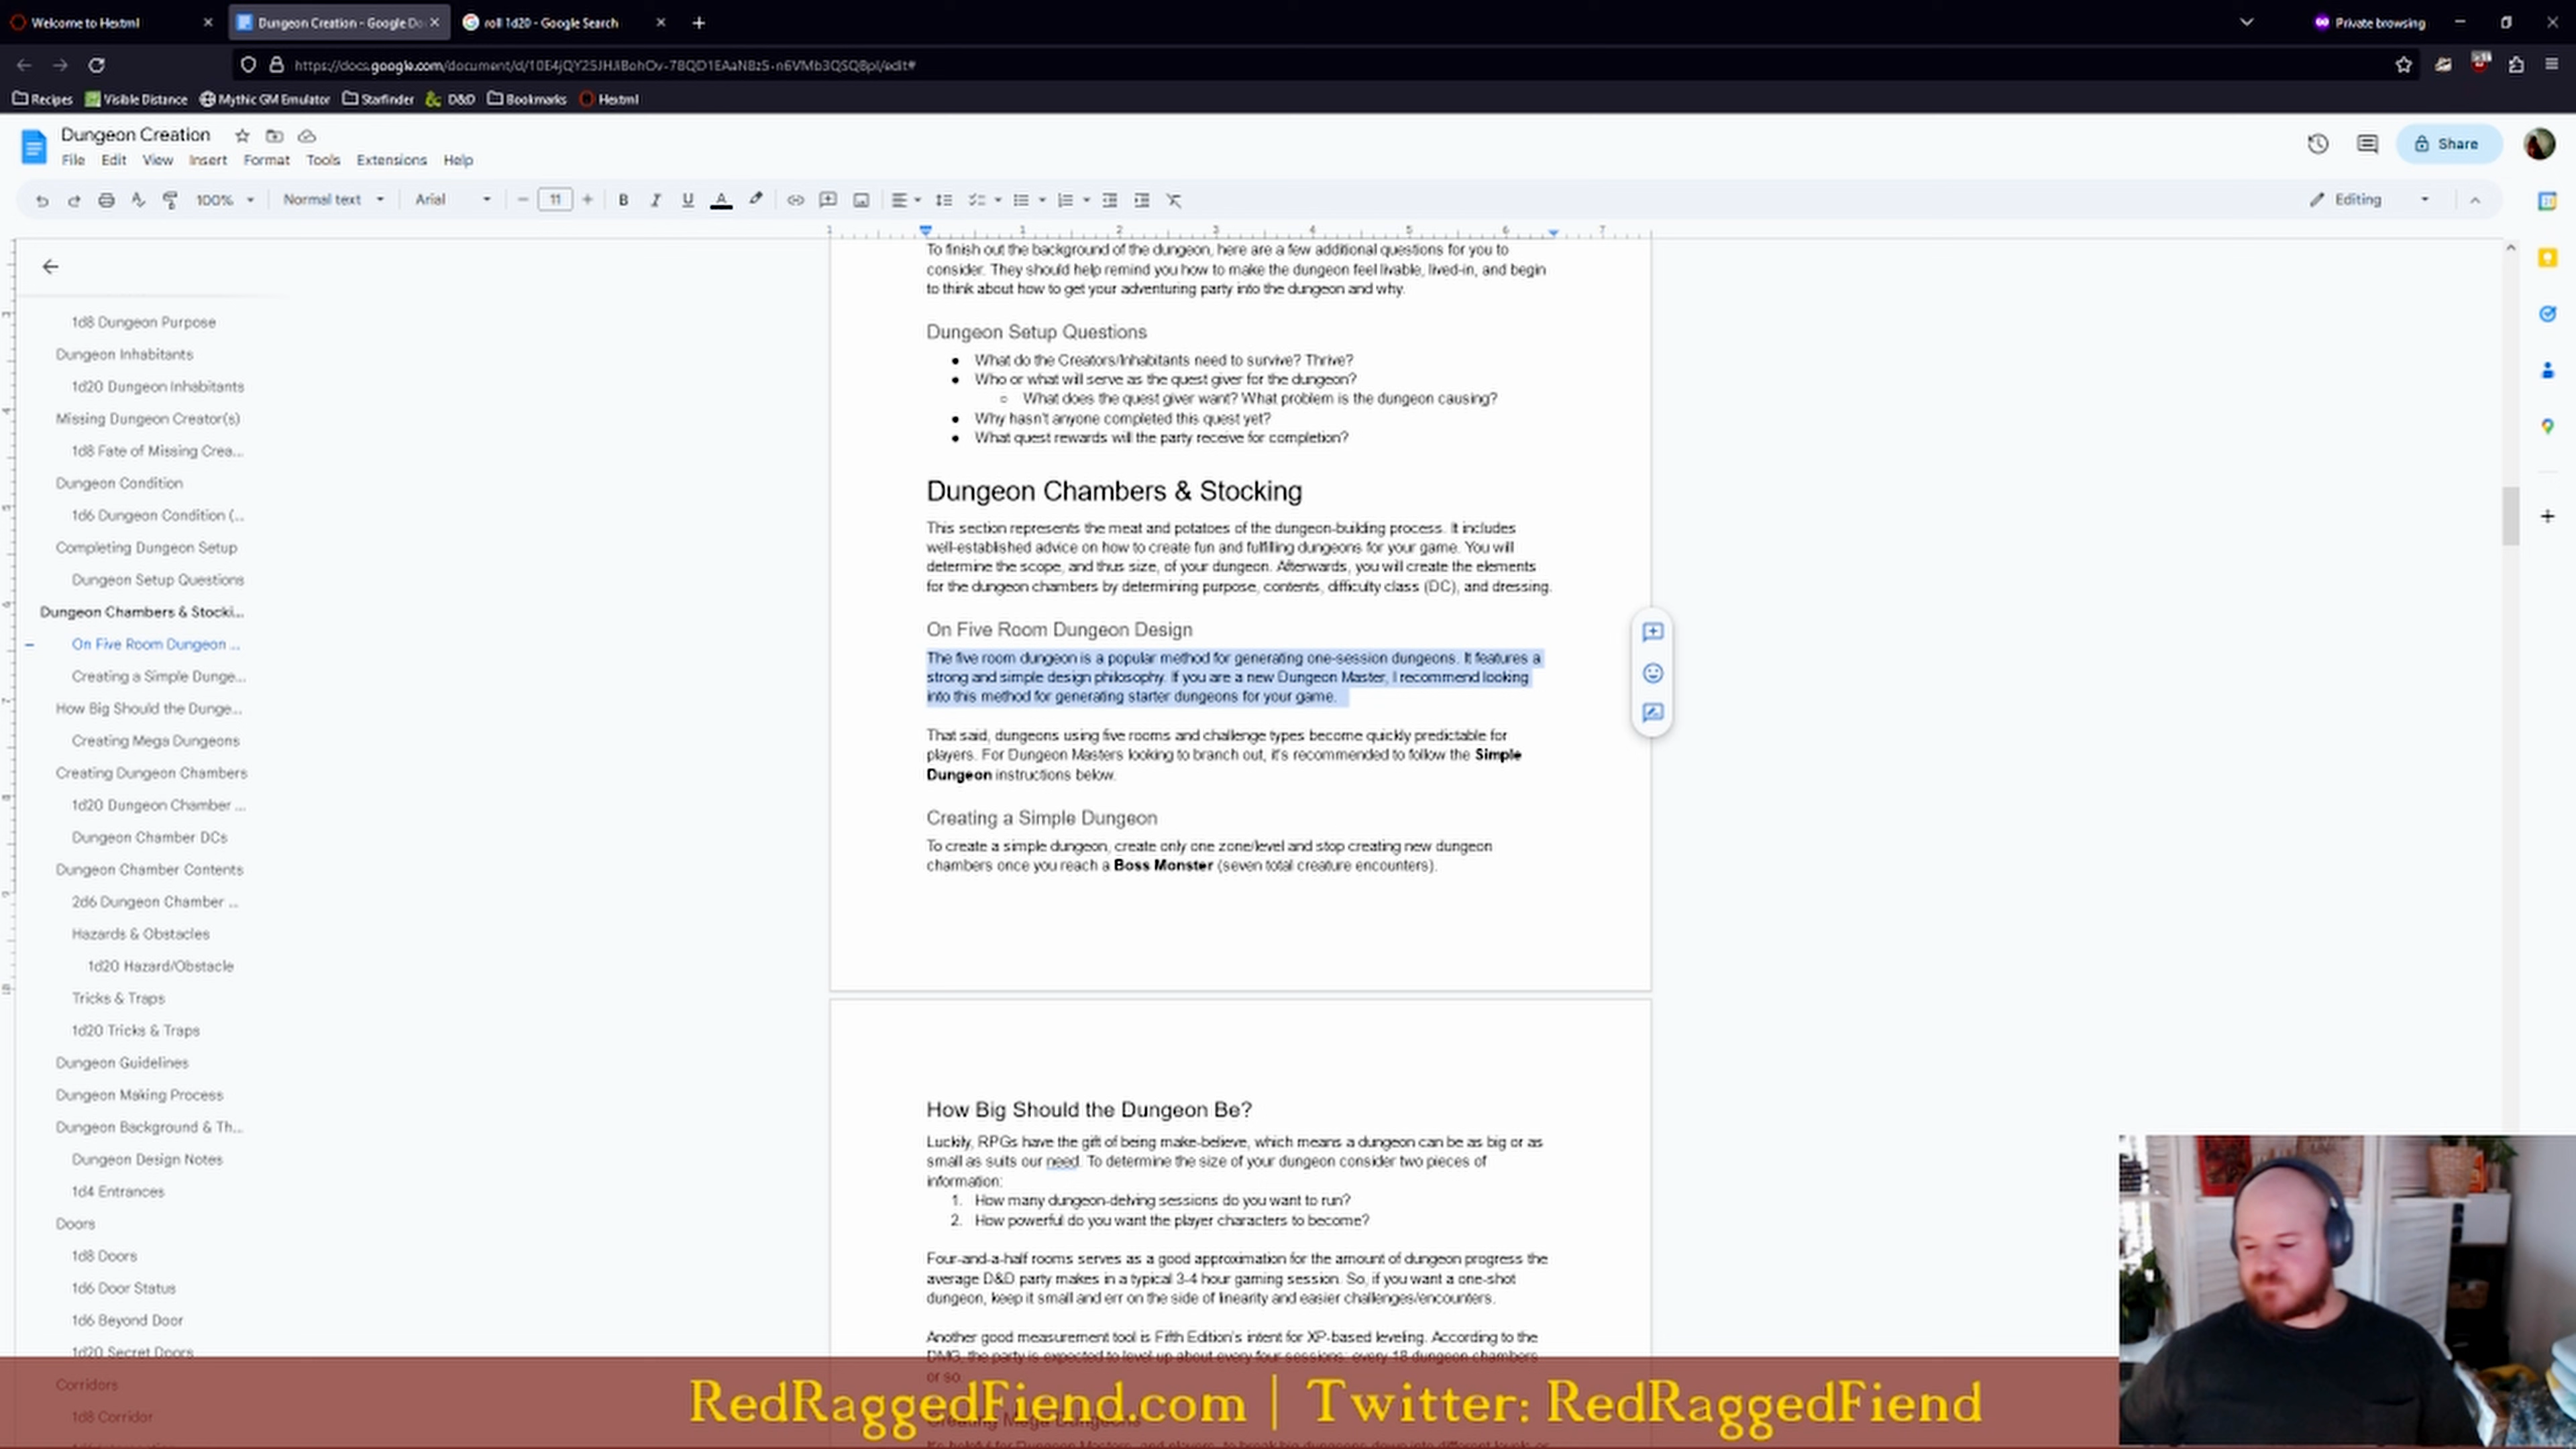 Welcome to Hextml
Dungeon Creation - Google Do
roll 1d20 - Google Search
Private browsing
Recipes
Visible Distance
Mythic GM Emulator
Starfinder
D&D
Bookmarks
Hextml
Dungeon Creation
File Edit View Insert Format Tools Extensions Help
Share
100%
Normal text
Arial
11
Editing
1d8 Dungeon Purpose
Dungeon Inhabitants
1d20 Dungeon Inhabitants
Missing Dungeon Creator(s)
1d8 Fate of Missing Crea...
Dungeon Condition
1d6 Dungeon Condition (...
Completing Dungeon Setup
Dungeon Setup Questions
Dungeon Chambers & Stocki...
On Five Room Dungeon ...
Creating a Simple Dunge...
How Big Should the Dunge...
Creating Mega Dungeons
Creating Dungeon Chambers
1d20 Dungeon Chamber ...
Dungeon Chamber DCs
Dungeon Chamber Contents
2d6 Dungeon Chamber ...
Hazards & Obstacles
1d20 Hazard/Obstacle
Tricks & Traps
1d20 Tricks & Traps
Dungeon Guidelines
Dungeon Making Process
Dungeon Background & Th...
Dungeon Design Notes
1d4 Entrances
Doors
1d8 Doors
1d6 Door Status
1d6 Beyond Door
1d20 Secret Doors
Corridors
1d8 Corridor
To finish out the background of the dungeon, here are a few additional questions for you to
consider. They should help remind you how to make the dungeon feel livable, lived-in, and begin
to think about how to get your adventuring party into the dungeon and why.
Dungeon Setup Questions
● What do the Creators/Inhabitants need to survive? Thrive?
● Who or what will serve as the quest giver for the dungeon?
○ What does the quest giver want? What problem is the dungeon causing?
● Why hasn't anyone completed this quest yet?
● What quest rewards will the party receive for completion?
Dungeon Chambers & Stocking
This section represents the meat and potatoes of the dungeon-building process. It includes
well-established advice on how to create fun and fulfilling dungeons for your game. You will
determine the scope, and thus size, of your dungeon. Afterwards, you will create the elements
for the dungeon chambers by determining purpose, contents, difficulty class (DC), and dressing.
On Five Room Dungeon Design
The five room dungeon is a popular method for generating one-session dungeons. It features a
strong and simple design philosophy. If you are a new Dungeon Master, I recommend looking
into this method for generating starter dungeons for your game.
That said, dungeons using five rooms and challenge types become quickly predictable for
players. For Dungeon Masters looking to branch out, it's recommended to follow the Simple
Dungeon instructions below.
Creating a Simple Dungeon
To create a simple dungeon, create only one zone/level and stop creating new dungeon
chambers once you reach a Boss Monster (seven total creature encounters).
How Big Should the Dungeon Be?
Luckily, RPGs have the gift of being make-believe, which means a dungeon can be as big or as
small as suits our need. To determine the size of your dungeon consider two pieces of
information:
1. How many dungeon-delving sessions do you want to run?
2. How powerful do you want the player characters to become?
Four-and-a-half rooms serves as a good approximation for the amount of dungeon progress the
average D&D party makes in a typical 3-4 hour gaming session. So, if you want a one-shot
dungeon, keep it small and err on the side of linearity and easier challenges/encounters.
Another good measurement tool is Fifth Edition's intent for XP-based leveling. According to the
DMG, the party is expected to level up about every four sessions; every 18 dungeon chambers
or so.
Creating Mega Dungeons
RedRaggedFiend.com | Twitter: RedRaggedFiend